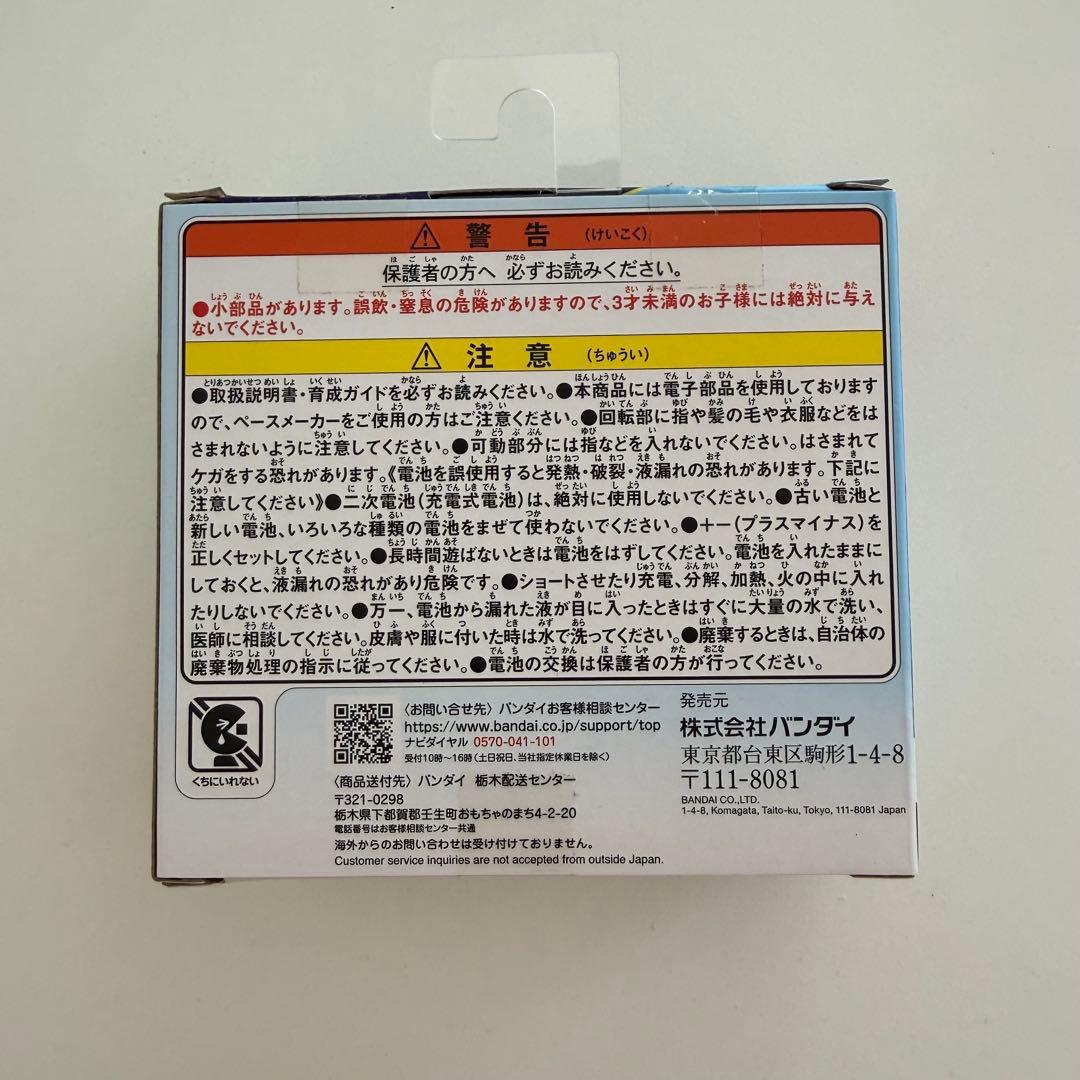 警告 (けいこく)
保護者の方へ 必ずお読みください。
●小部品があります。誤飲・窒息の危険がありますので、3才未満のお子様には絶対に与え
ないでください。
注意 (ちゅうい)
●取扱説明書・育成ガイドを必ずお読みください。●本商品には電子部品を使用しております
ので、ペースメーカーをご使用の方はご注意ください。●回転部に指や髪の毛や衣服などをは
さまれないように注意してください。●可動部分には指などを入れないでください。はさまれて
ケガをする恐れがあります。《電池を誤使用すると発熱・破裂・液漏れの恐れがあります。下記に
注意してください》●二次電池(充電式電池)は、絶対に使用しないでください。●古い電池と
新しい電池、いろいろな種類の電池をまぜて使わないでください。●+−(プラスマイナス)を
正しくセットしてください。●長時間遊ばないときは電池をはずしてください。電池を入れたままに
しておくと、液漏れの恐れがあり危険です。●ショートさせたり充電、分解、加熱、火の中に入れ
たりしないでください。●万一、電池から漏れた液が目に入ったときはすぐに大量の水で洗い、
医師に相談してください。皮膚や服に付いた時は水で洗ってください。●廃棄するときは、自治体の
廃棄物処理の指示に従ってください。●電池の交換は保護者の方が行ってください。
くちにいれない
〈お問い合せ先〉バンダイお客様相談センター
https://www.bandai.co.jp/support/top
ナビダイヤル 0570-041-101
受付10時〜16時(土日祝日、当社指定休業日を除く)
〈商品送付先〉バンダイ 栃木配送センター
〒321-0298
栃木県下都賀郡壬生町おもちゃのまち4-2-20
電話番号はお客様相談センター共通
海外からのお問い合わせは受け付けておりません。
Customer service inquiries are not accepted from outside Japan.
発売元
株式会社バンダイ
東京都台東区駒形1-4-8
〒111-8081
BANDAI CO.,LTD.
1-4-8, Komagata, Taito-ku, Tokyo, 111-8081 Japan